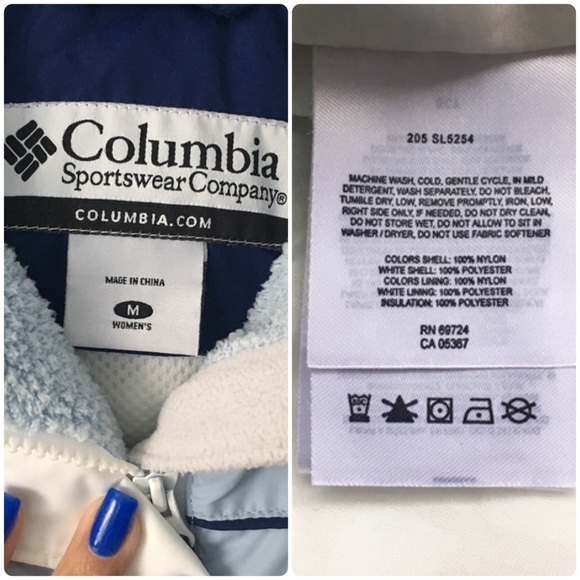 Columbia
Sportswear Company®
COLUMBIA.COM
MADE IN CHINA
M
WOMEN'S
205 SL5254
MACHINE WASH, COLD, GENTLE CYCLE, IN MILD
DETERGENT, WASH SEPARATELY, DO NOT BLEACH,
TUMBLE DRY, LOW, REMOVE PROMPTLY, IRON, LOW,
RIGHT SIDE ONLY, IF NEEDED, DO NOT DRY CLEAN,
DO NOT STORE WET, DO NOT ALLOW TO SIT IN
WASHER / DRYER, DO NOT USE FABRIC SOFTENER
COLORS SHELL: 100% NYLON
WHITE SHELL: 100% POLYESTER
COLORS LINING: 100% NYLON
WHITE LINING: 100% POLYESTER
INSULATION: 100% POLYESTER
RN 69724
CA 05367